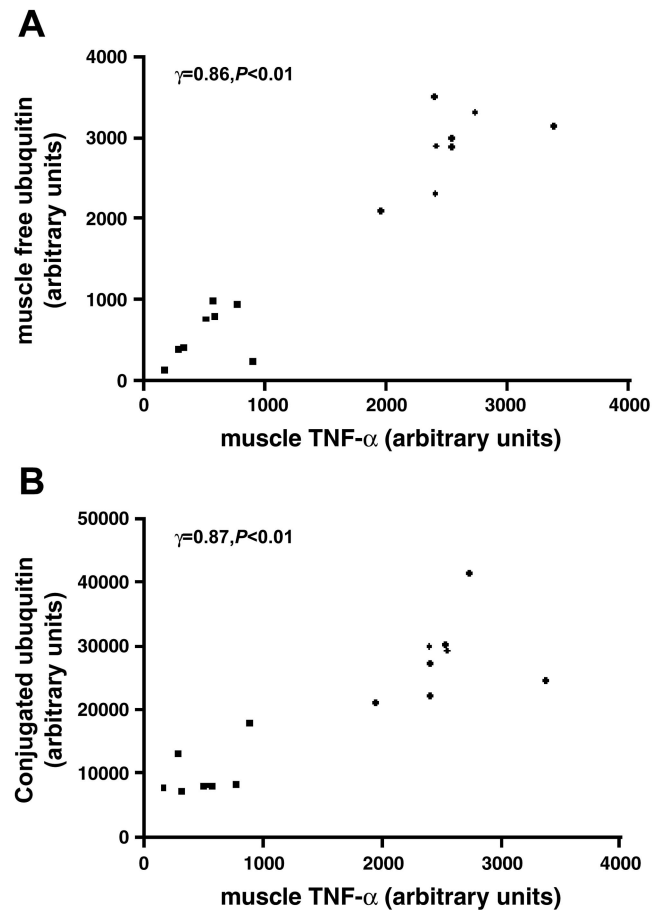 A
γ=0.86,P<0.01
muscle free ubuquitin
(arbitrary units)
4000
3000
2000
1000
0
0 1000 2000 3000 4000
muscle TNF-α (arbitrary units)
B
γ=0.87,P<0.01
Conjugated ubuquitin
(arbitrary units)
50000
40000
30000
20000
10000
0
0 1000 2000 3000 4000
muscle TNF-α (arbitrary units)